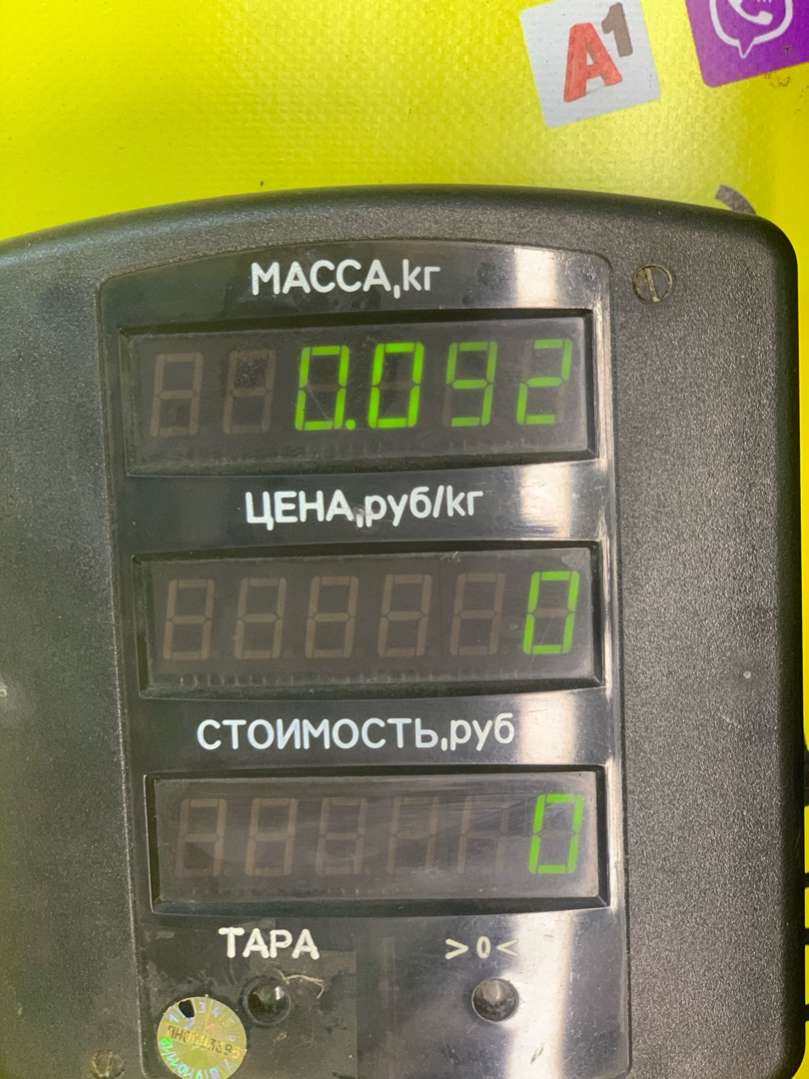 A1
МАССА,кг
0.092
ЦЕНА,руб/кг
0
СТОИМОСТЬ,руб
0
ТАРА >0<